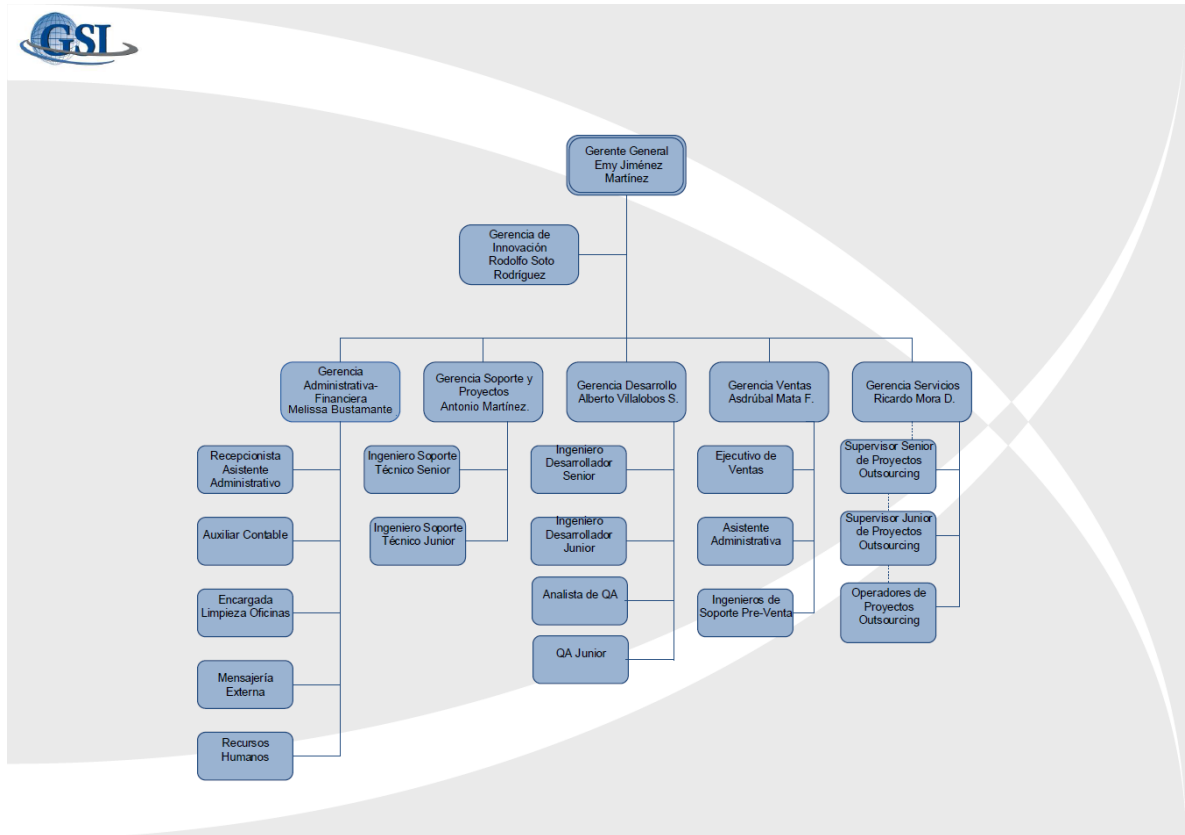 GSI
Gerente General
Emy Jiménez
Martínez
Gerencia de
Innovación
Rodolfo Soto
Rodríguez
Gerencia
Administrativa-
Financiera
Melissa Bustamante
Gerencia Soporte y
Proyectos
Antonio Martínez.
Gerencia Desarrollo
Alberto Villalobos S.
Gerencia Ventas
Asdrúbal Mata F.
Gerencia Servicios
Ricardo Mora D.
Recepcionista
Asistente
Administrativo
Auxiliar Contable
Encargada
Limpieza Oficinas
Mensajería
Externa
Recursos
Humanos
Ingeniero Soporte
Técnico Senior
Ingeniero Soporte
Técnico Junior
Ingeniero
Desarrollador
Senior
Ingeniero
Desarrollador
Junior
Analista de QA
QA Junior
Ejecutivo de
Ventas
Asistente
Administrativa
Ingenieros de
Soporte Pre-Venta
Supervisor Senior
de Proyectos
Outsourcing
Supervisor Junior
de Proyectos
Outsourcing
Operadores de
Proyectos
Outsourcing